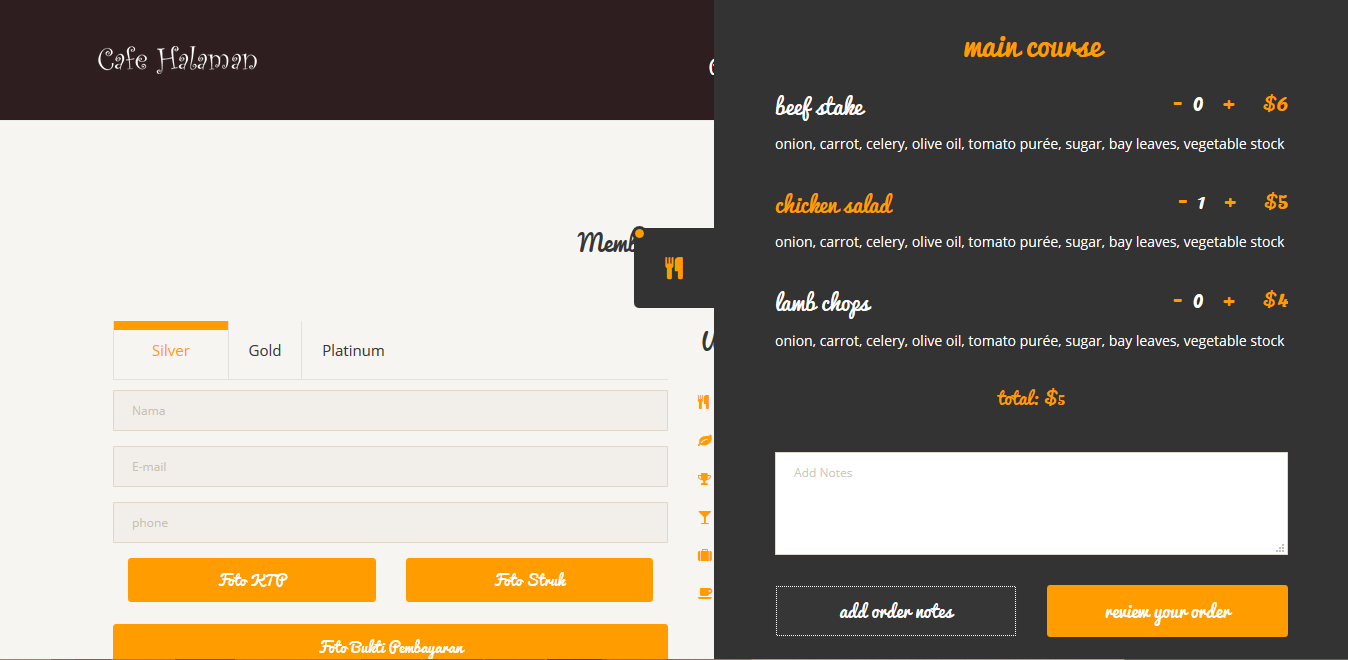 Cafe Halaman
Silver
Gold
Platinum
Nama
E-mail
phone
Foto KTP
Foto Struk
Foto Bukti Pembayaran
main course
beef stake - 0 + $6
onion, carrot, celery, olive oil, tomato purée, sugar, bay leaves, vegetable stock
chicken salad - 1 + $5
onion, carrot, celery, olive oil, tomato purée, sugar, bay leaves, vegetable stock
lamb chops - 0 + $4
onion, carrot, celery, olive oil, tomato purée, sugar, bay leaves, vegetable stock
total: $5
Add Notes
add order notes
review your order